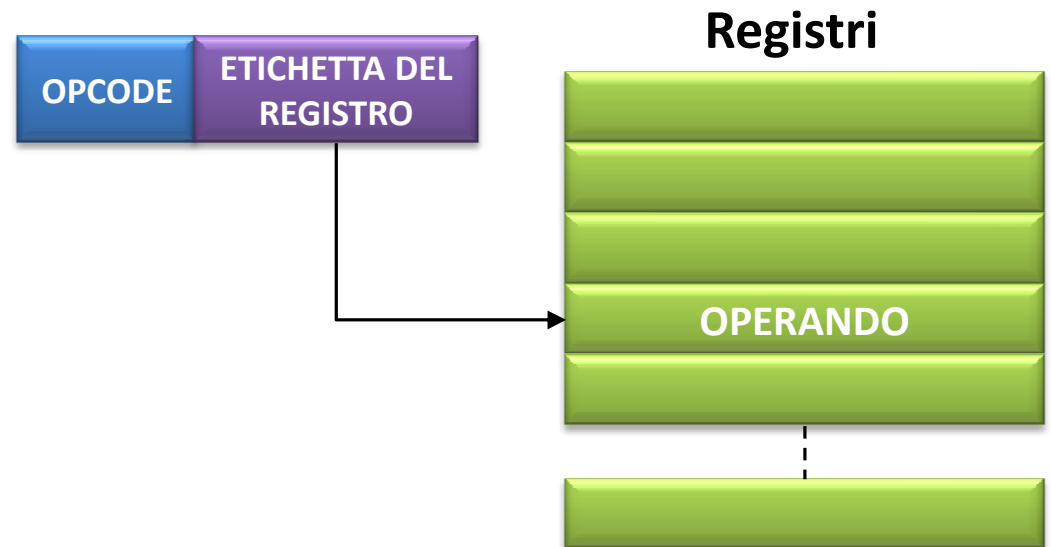 Registri
OPCODE
ETICHETTA DEL
REGISTRO
OPERANDO